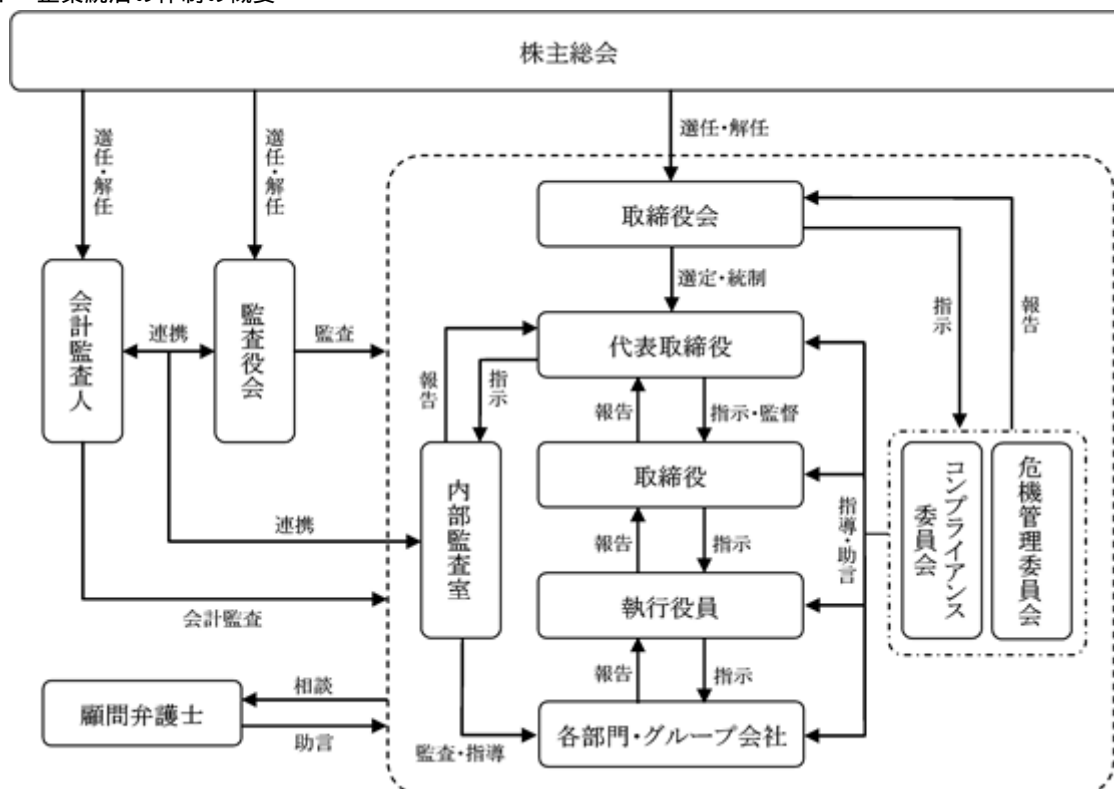 株主総会
選任・解任
選任・解任
選任・解任
取締役会
選定・統制
指示
報告
会計監査人
連携
監査役会
監査
代表取締役
報告
指示
報告
指示・監督
コンプライアンス
委員会
危機管理委員会
取締役
内部監査室
連携
指導・助言
報告
指示
執行役員
会計監査
報告
指示
相談
顧問弁護士
助言
監査・指導
各部門・グループ会社